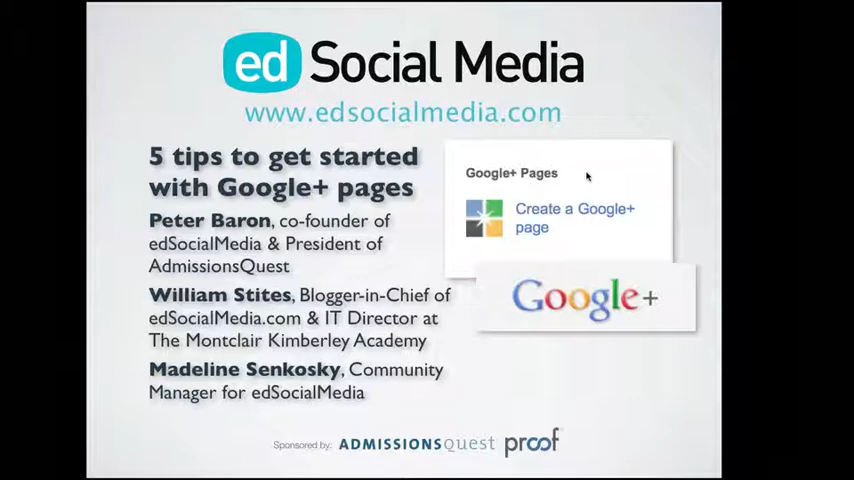 ed Social Media
www.edsocialmedia.com
5 tips to get started
with Google+ pages
Peter Baron, co-founder of
edSocialMedia & President of
AdmissionsQuest
William Stites, Blogger-in-Chief of
edSocialMedia.com & IT Director at
The Montclair Kimberley Academy
Madeline Senkosky, Community
Manager for edSocialMedia
Google+ Pages
Create a Google+
page
Google+
Sponsored by: ADMISSIONSQUEST proof